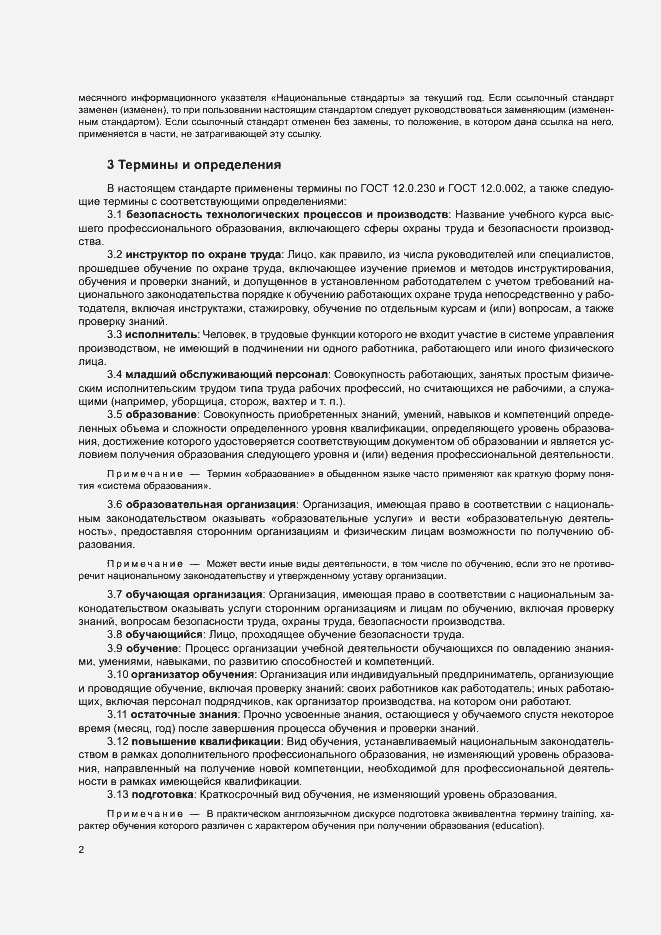 месячного информационного указателя «Национальные стандарты» за текущий год. Если ссылочный стандарт
заменен (изменен), то при пользовании настоящим стандартом следует руководствоваться заменяющим (изменен-
ным стандартом). Если ссылочный стандарт отменен без замены, то положение, в котором дана ссылка на него,
применяется в части, не затрагивающей эту ссылку.
3 Термины и определения
В настоящем стандарте применены термины по ГОСТ 12.0.230 и ГОСТ 12.0.002, а также следую-
щие термины с соответствующими определениями:
3.1 безопасность технологических процессов и производств: Название учебного курса выс-
шего профессионального образования, включающего сферы охраны труда и безопасности производ-
ства.
3.2 инструктор по охране труда: Лицо, как правило, из числа руководителей или специалистов,
прошедшее обучение по охране труда, включающее изучение приемов и методов инструктирования,
обучения и проверки знаний, и допущенное в установленном работодателем с учетом требований на-
ционального законодательства порядке к обучению работающих охране труда непосредственно у рабо-
тодателя, включая инструктажи, стажировку, обучение по отдельным курсам и (или) вопросам, а также
проверку знаний.
3.3 исполнитель: Человек, в трудовые функции которого не входит участие в системе управления
производством, не имеющий в подчинении ни одного работника, работающего или иного физического
лица.
3.4 младший обслуживающий персонал: Совокупность работающих, занятых простым физиче-
ским исполнительским трудом типа труда рабочих профессий, но считающихся не рабочими, а служа-
щими (например, уборщица, сторож, вахтер и т. п.).
3.5 образование: Совокупность приобретенных знаний, умений, навыков и компетенций опреде-
ленных объема и сложности определенного уровня квалификации, определяющего уровень образова-
ния, достижение которого удостоверяется соответствующим документом об образовании и является ус-
ловием получения образования следующего уровня и (или) ведения профессиональной деятельности.
Примечание — Термин «образование» в обыденном языке часто применяют как краткую форму поня-
тия «система образования».
3.6 образовательная организация: Организация, имеющая право в соответствии с националь-
ным законодательством оказывать «образовательные услуги» и вести «образовательную деятель-
ность», предоставляя сторонним организациям и физическим лицам возможности по получению об-
разования.
Примечание — Может вести иные виды деятельности, в том числе по обучению, если это не противо-
речит национальному законодательству и утвержденному уставу организации.
3.7 обучающая организация: Организация, имеющая право в соответствии с национальным за-
конодательством оказывать услуги сторонним организациям и лицам по обучению, включая проверку
знаний, вопросам безопасности труда, охраны труда, безопасности производства.
3.8 обучающийся: Лицо, проходящее обучение безопасности труда.
3.9 обучение: Процесс организации учебной деятельности обучающихся по овладению знания-
ми, умениями, навыками, по развитию способностей и компетенций.
3.10 организатор обучения: Организация или индивидуальный предприниматель, организующие
и проводящие обучение, включая проверку знаний: своих работников как работодатель; иных работаю-
щих, включая персонал подрядчиков, как организатор производства, на котором они работают.
3.11 остаточные знания: Прочно усвоенные знания, остающиеся у обучаемого спустя некоторое
время (месяц, год) после завершения процесса обучения и проверки знаний.
3.12 повышение квалификации: Вид обучения, устанавливаемый национальным законодатель-
ством в рамках дополнительного профессионального образования, не изменяющий уровень образова-
ния, направленный на получение новой компетенции, необходимой для профессиональной деятель-
ности в рамках имеющейся квалификации.
3.13 подготовка: Краткосрочный вид обучения, не изменяющий уровень образования.
Примечание — В практическом англоязычном дискурсе подготовка эквивалентна термину training, ха-
рактер обучения которого различен с характером обучения при получении образования (education).
2